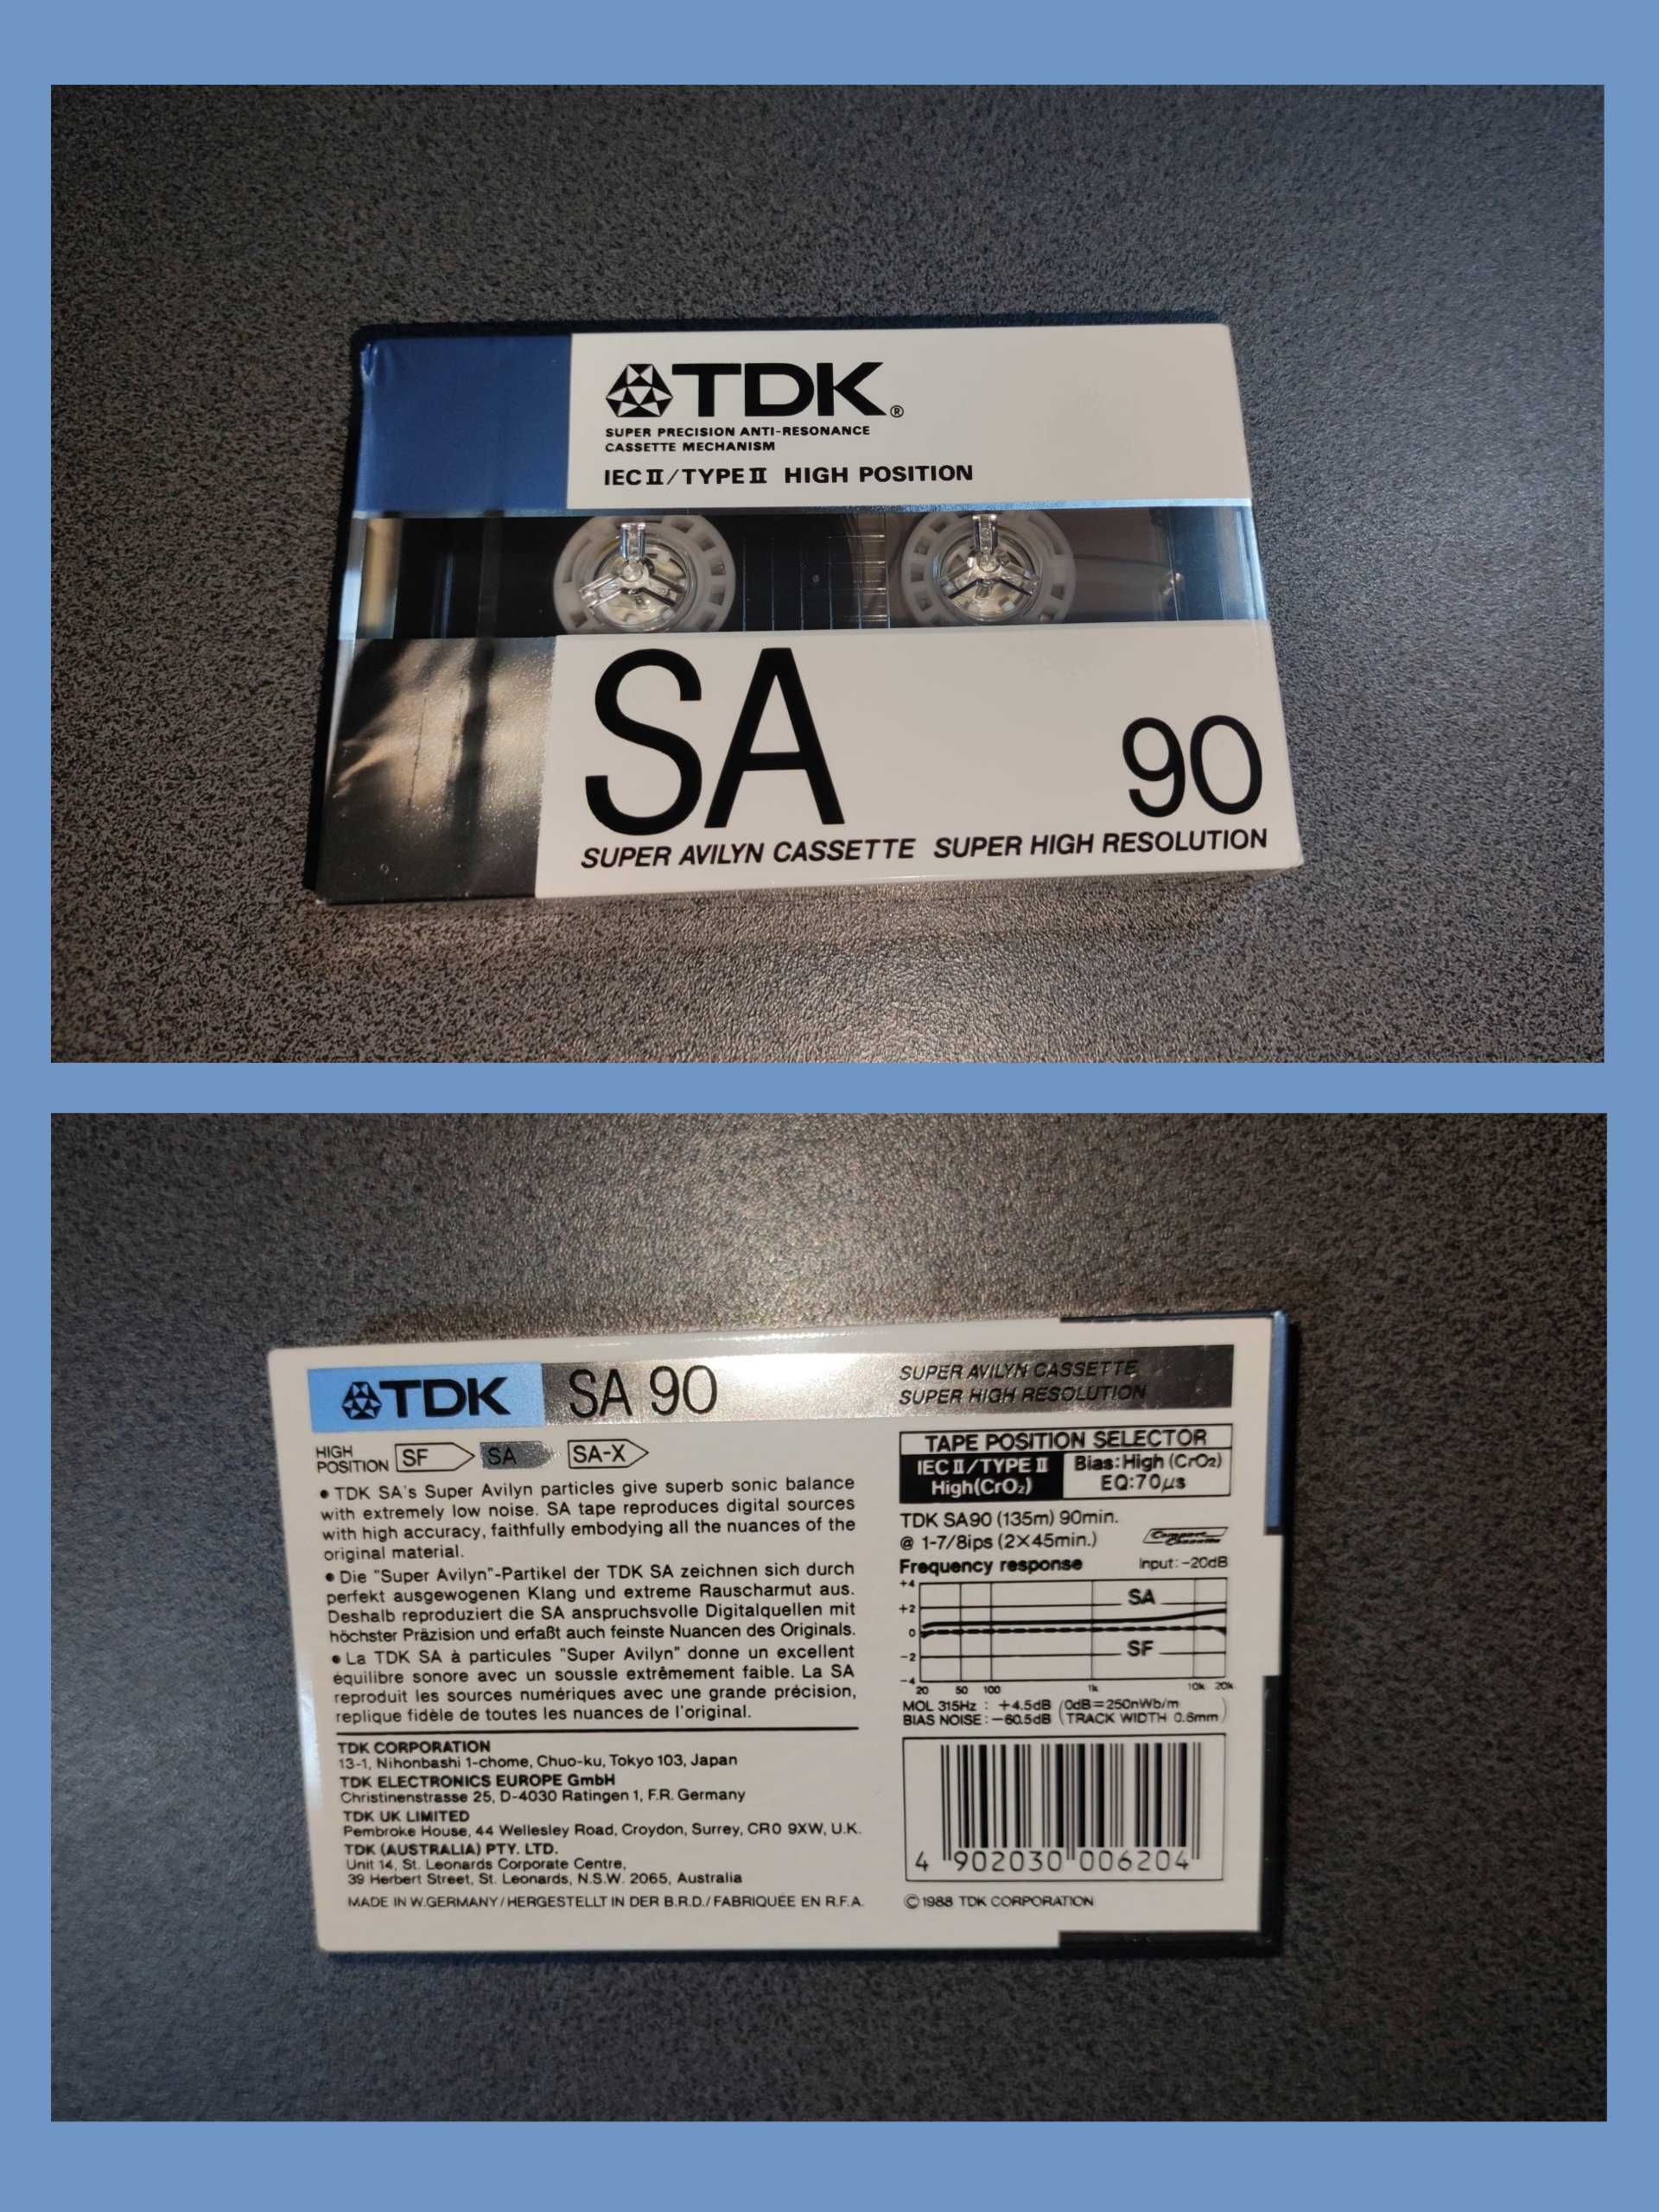 TDK®
SUPER PRECISION ANTI-RESONANCE
CASSETTE MECHANISM
IEC II/TYPE II HIGH POSITION
SA
90
SUPER AVILYN CASSETTE SUPER HIGH RESOLUTION
TDK SA 90
SUPER AVILYN CASSETTE
SUPER HIGH RESOLUTION
HIGH
POSITION SF SA SA-X
• TDK SA's Super Avilyn particles give superb sonic balance
with extremely low noise. SA tape reproduces digital sources
with high accuracy, faithfully embodying all the nuances of the
original material.
• Die "Super Avilyn"-Partikel der TDK SA zeichnen sich durch
perfekt ausgewogenen Klang und extreme Rauscharmut aus.
Deshalb reproduziert die SA anspruchsvolle Digitalquellen mit
höchster Präzision und erfaßt auch feinste Nuancen des Originals.
• La TDK SA à particules "Super Avilyn" donne un excellent
équilibre sonore avec un soussle extrêmement faible. La SA
reproduit les sources numériques avec une grande précision,
replique fidèle de toutes les nuances de l'original.
TDK CORPORATION
13-1, Nihonbashi 1-chome, Chuo-ku, Tokyo 103, Japan
TDK ELECTRONICS EUROPE GmbH
Christinenstrasse 25, D-4030 Ratingen 1, F.R. Germany
TDK UK LIMITED
Pembroke House, 44 Wellesley Road, Croydon, Surrey, CR0 9XW, U.K.
TDK (AUSTRALIA) PTY. LTD.
Unit 14, St. Leonards Corporate Centre,
39 Herbert Street, St. Leonards, N.S.W. 2065, Australia
MADE IN W.GERMANY/HERGESTELLT IN DER B.R.D./FABRIQUÉE EN R.F.A.
TAPE POSITION SELECTOR
IEC II/TYPE II
High(CrO₂)
Bias:High (CrO₂)
EQ:70µs
TDK SA90 (135m) 90min.
@ 1-7/8ips (2×45min.)
Compact Cassette
Frequency response Input:-20dB
+4
+2
0
-2
-4
SA
SF
20 50 100 1k 10k 20k
MOL 315Hz : +4.5dB (0dB=250nWb/m
BIAS NOISE:-60.5dB TRACK WIDTH 0.6mm)
4 902030 006204
©1988 TDK CORPORATION